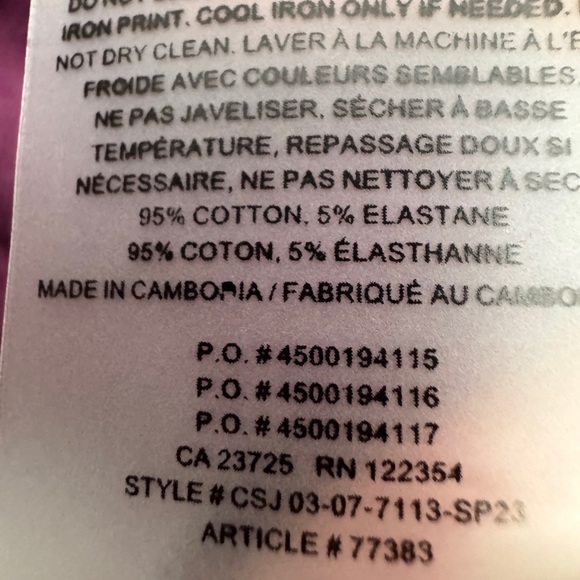 DO NOT
IRON PRINT. COOL IRON ONLY IF NEEDED.
NOT DRY CLEAN. LAVER À LA MACHINE À L'E
FROIDE AVEC COULEURS SEMBLABLES.
NE PAS JAVELISER, SÉCHER À BASSE
TEMPÉRATURE, REPASSAGE DOUX SI
NÉCESSAIRE, NE PAS NETTOYER À SEC
95% COTTON, 5% ELASTANE
95% COTON, 5% ÉLASTHANNE
MADE IN CAMBODIA / FABRIQUÉ AU CAMBO
P.O. # 4500194115
P.O. # 4500194116
P.O. # 4500194117
CA 23725 RN 122354
STYLE # CSJ 03-07-7113-SP23
ARTICLE # 77383